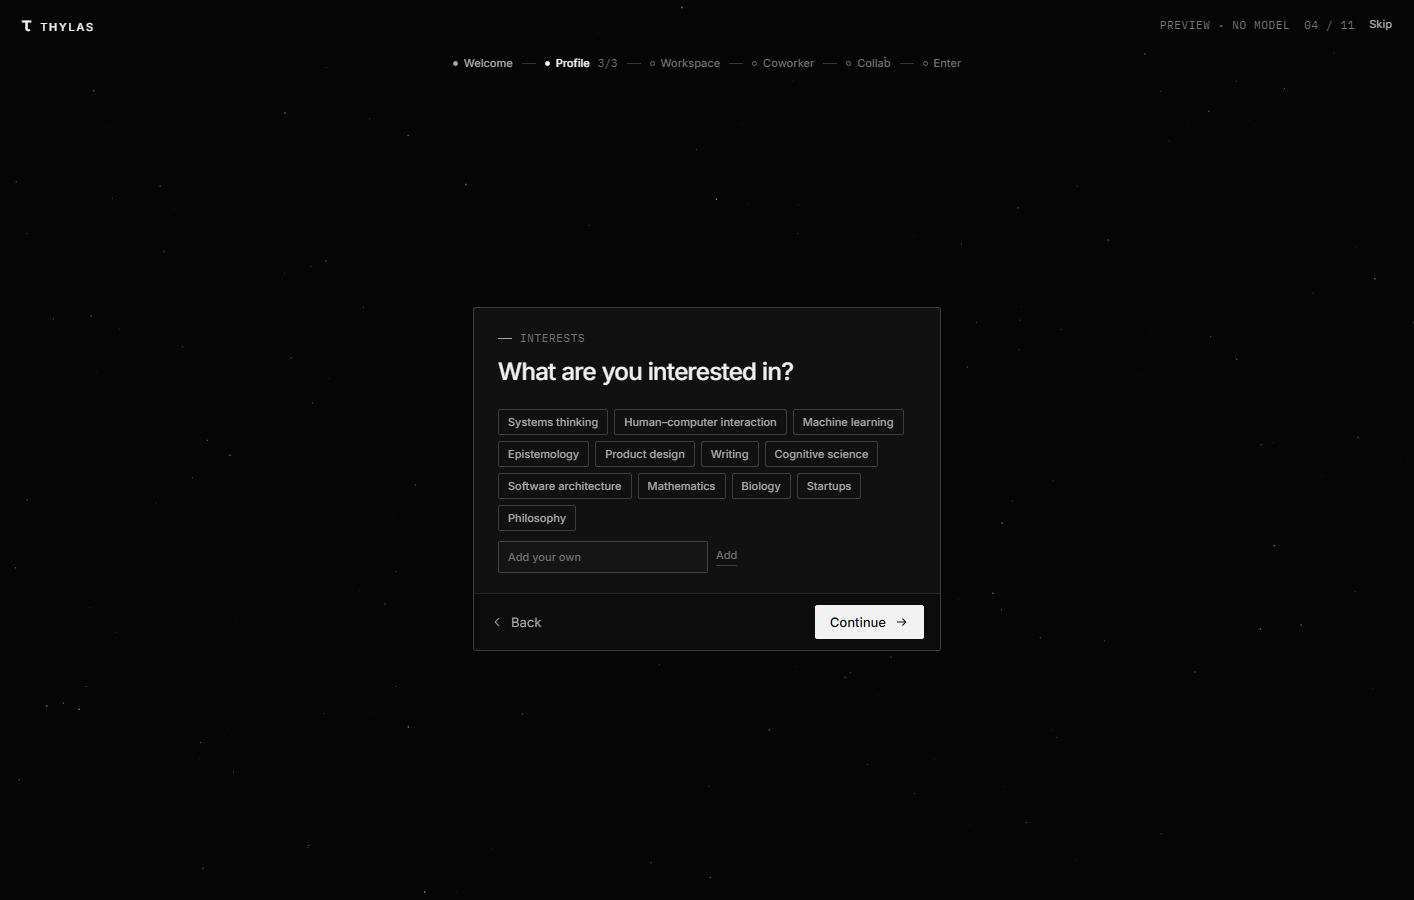 τ THYLAS
PREVIEW · NO MODEL 04 / 11 Skip
Welcome Profile 3/3 Workspace Coworker Collab Enter
INTERESTS
What are you interested in?
Systems thinking Human–computer interaction Machine learning
Epistemology Product design Writing Cognitive science
Software architecture Mathematics Biology Startups
Philosophy
Add your own Add
Back Continue